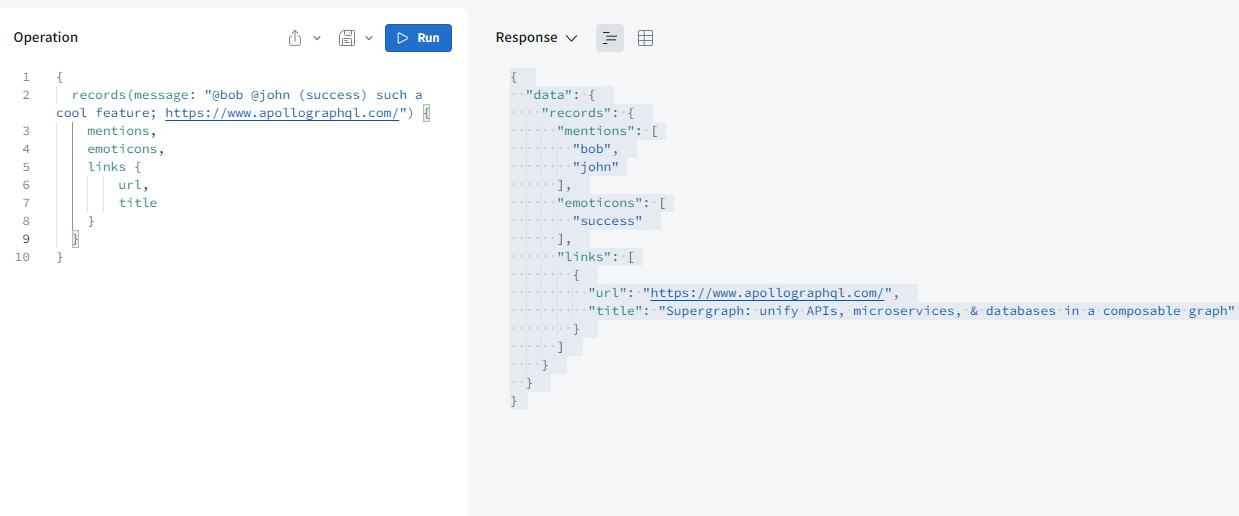 Operation
Run
1 {
2 records(message: "@bob @john (success) such a
cool feature; https://www.apollographql.com/") {
3 mentions,
4 emoticons,
5 links {
6 url,
7 title
8 }
9 }
10 }
Response
{
"data": {
"records": {
"mentions": [
"bob",
"john"
],
"emoticons": [
"success"
],
"links": [
{
"url": "https://www.apollographql.com/",
"title": "Supergraph: unify APIs, microservices, & databases in a composable graph"
}
]
}
}
}